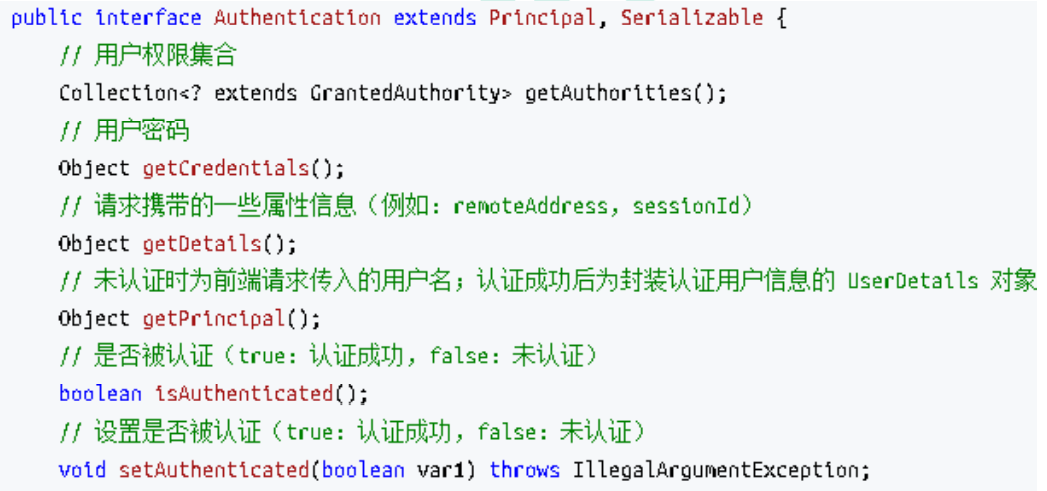 public interface Authentication extends Principal, Serializable {
// 用户权限集合
Collection<? extends GrantedAuthority> getAuthorities();
// 用户密码
Object getCredentials();
// 请求携带的一些属性信息（例如：remoteAddress，sessionId）
Object getDetails();
// 未认证时为前端请求传入的用户名；认证成功后为封装认证用户信息的 UserDetails 对象
Object getPrincipal();
// 是否被认证（true：认证成功，false：未认证）
boolean isAuthenticated();
// 设置是否被认证（true：认证成功，false：未认证）
void setAuthenticated(boolean var1) throws IllegalArgumentException;